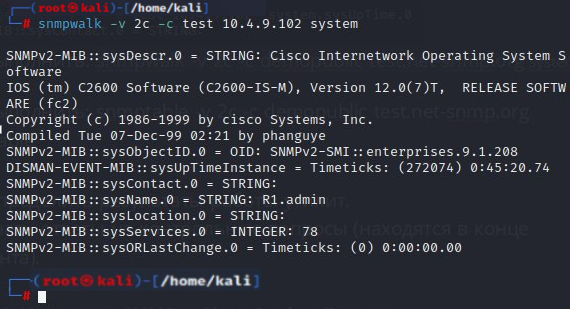 ┌──(root㉿kali)-[/home/kali]
└─# snmpwalk -v 2c -c test 10.4.9.102 system
SNMPv2-MIB::sysDescr.0 = STRING: Cisco Internetwork Operating System S
oftware
IOS (tm) C2600 Software (C2600-IS-M), Version 12.0(7)T,  RELEASE SOFTW
ARE (fc2)
Copyright (c) 1986-1999 by cisco Systems, Inc.
Compiled Tue 07-Dec-99 02:21 by phanguye
SNMPv2-MIB::sysObjectID.0 = OID: SNMPv2-SMI::enterprises.9.1.208
DISMAN-EVENT-MIB::sysUpTimeInstance = Timeticks: (272074) 0:45:20.74
SNMPv2-MIB::sysContact.0 = STRING:
SNMPv2-MIB::sysName.0 = STRING: R1.admin
SNMPv2-MIB::sysLocation.0 = STRING:
SNMPv2-MIB::sysServices.0 = INTEGER: 78
SNMPv2-MIB::sysORLastChange.0 = Timeticks: (0) 0:00:00.00
┌──(root㉿kali)-[/home/kali]
└─#